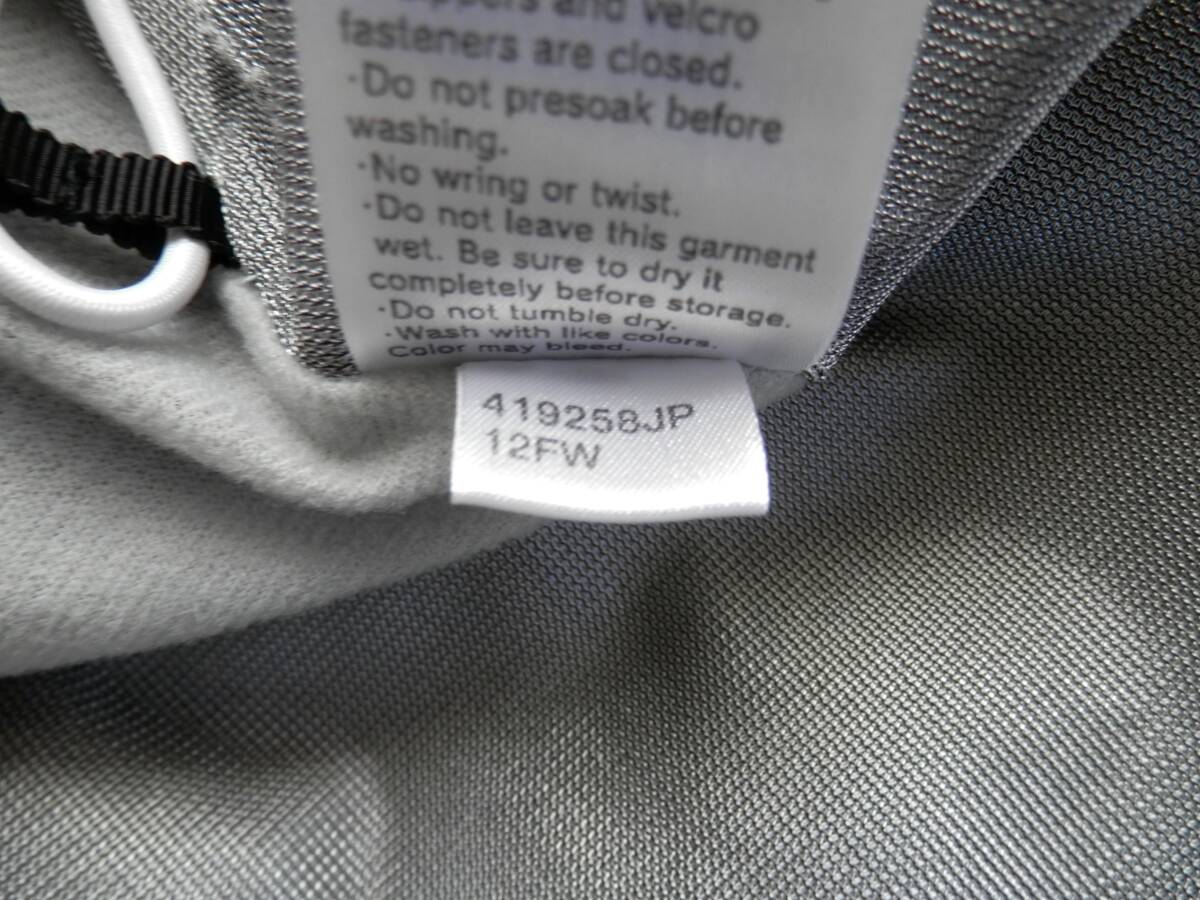 and velcro
fasteners are closed.
·Do not presoak before
washing.
·No wring or twist.
·Do not leave this garment
wet. Be sure to dry it
completely before storage.
·Do not tumble dry.
·Wash with like colors.
Color may bleed.
419258JP
12FW